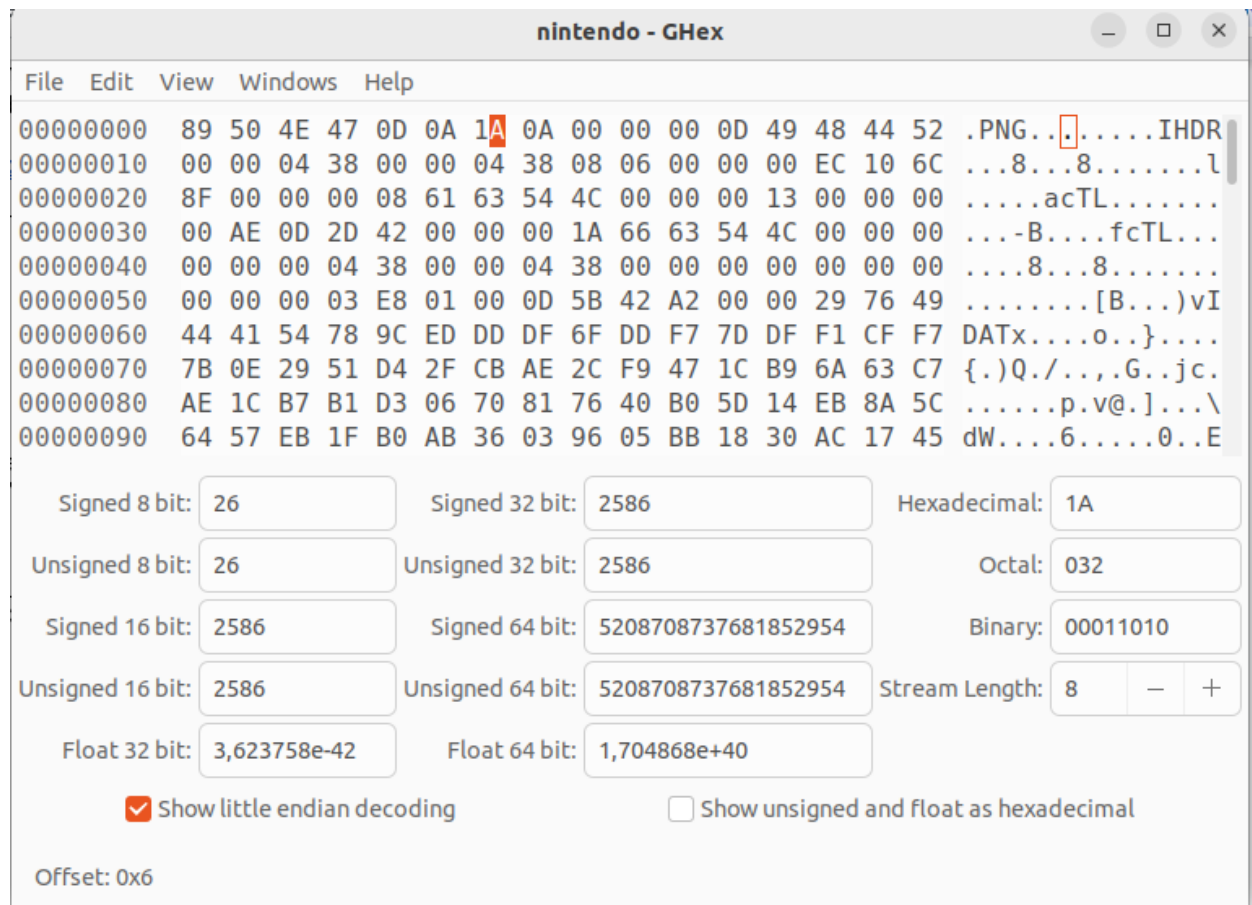 nintendo - GHex
File Edit View Windows Help
00000000 89 50 4E 47 0D 0A 1A 0A 00 00 00 0D 49 48 44 52 .PNG........IHDR
00000010 00 00 04 38 00 00 04 38 08 06 00 00 00 EC 10 6C ...8...8.......l
00000020 8F 00 00 00 08 61 63 54 4C 00 00 00 13 00 00 00 .....acTL.......
00000030 00 AE 0D 2D 42 00 00 00 1A 66 63 54 4C 00 00 00 ...-B....fcTL...
00000040 00 00 00 04 38 00 00 04 38 00 00 00 00 00 00 00 ....8...8.......
00000050 00 00 00 03 E8 01 00 0D 5B 42 A2 00 00 29 76 49 ........[B...)vI
00000060 44 41 54 78 9C ED DD DF 6F DD F7 7D DF F1 CF F7 DATx....o..}....
00000070 7B 0E 29 51 D4 2F CB AE 2C F9 47 1C B9 6A 63 C7 {.)Q./..,.G..jc.
00000080 AE 1C B7 B1 D3 06 70 81 76 40 B0 5D 14 EB 8A 5C ......p.v@.]...\
00000090 64 57 EB 1F B0 AB 36 03 96 05 BB 18 30 AC 17 45 dW....6.....0..E
Signed 8 bit: 26 Signed 32 bit: 2586 Hexadecimal: 1A
Unsigned 8 bit: 26 Unsigned 32 bit: 2586 Octal: 032
Signed 16 bit: 2586 Signed 64 bit: 5208708737681852954 Binary: 00011010
Unsigned 16 bit: 2586 Unsigned 64 bit: 5208708737681852954 Stream Length: 8 − +
Float 32 bit: 3,623758e-42 Float 64 bit: 1,704868e+40
Show little endian decoding Show unsigned and float as hexadecimal
Offset: 0x6